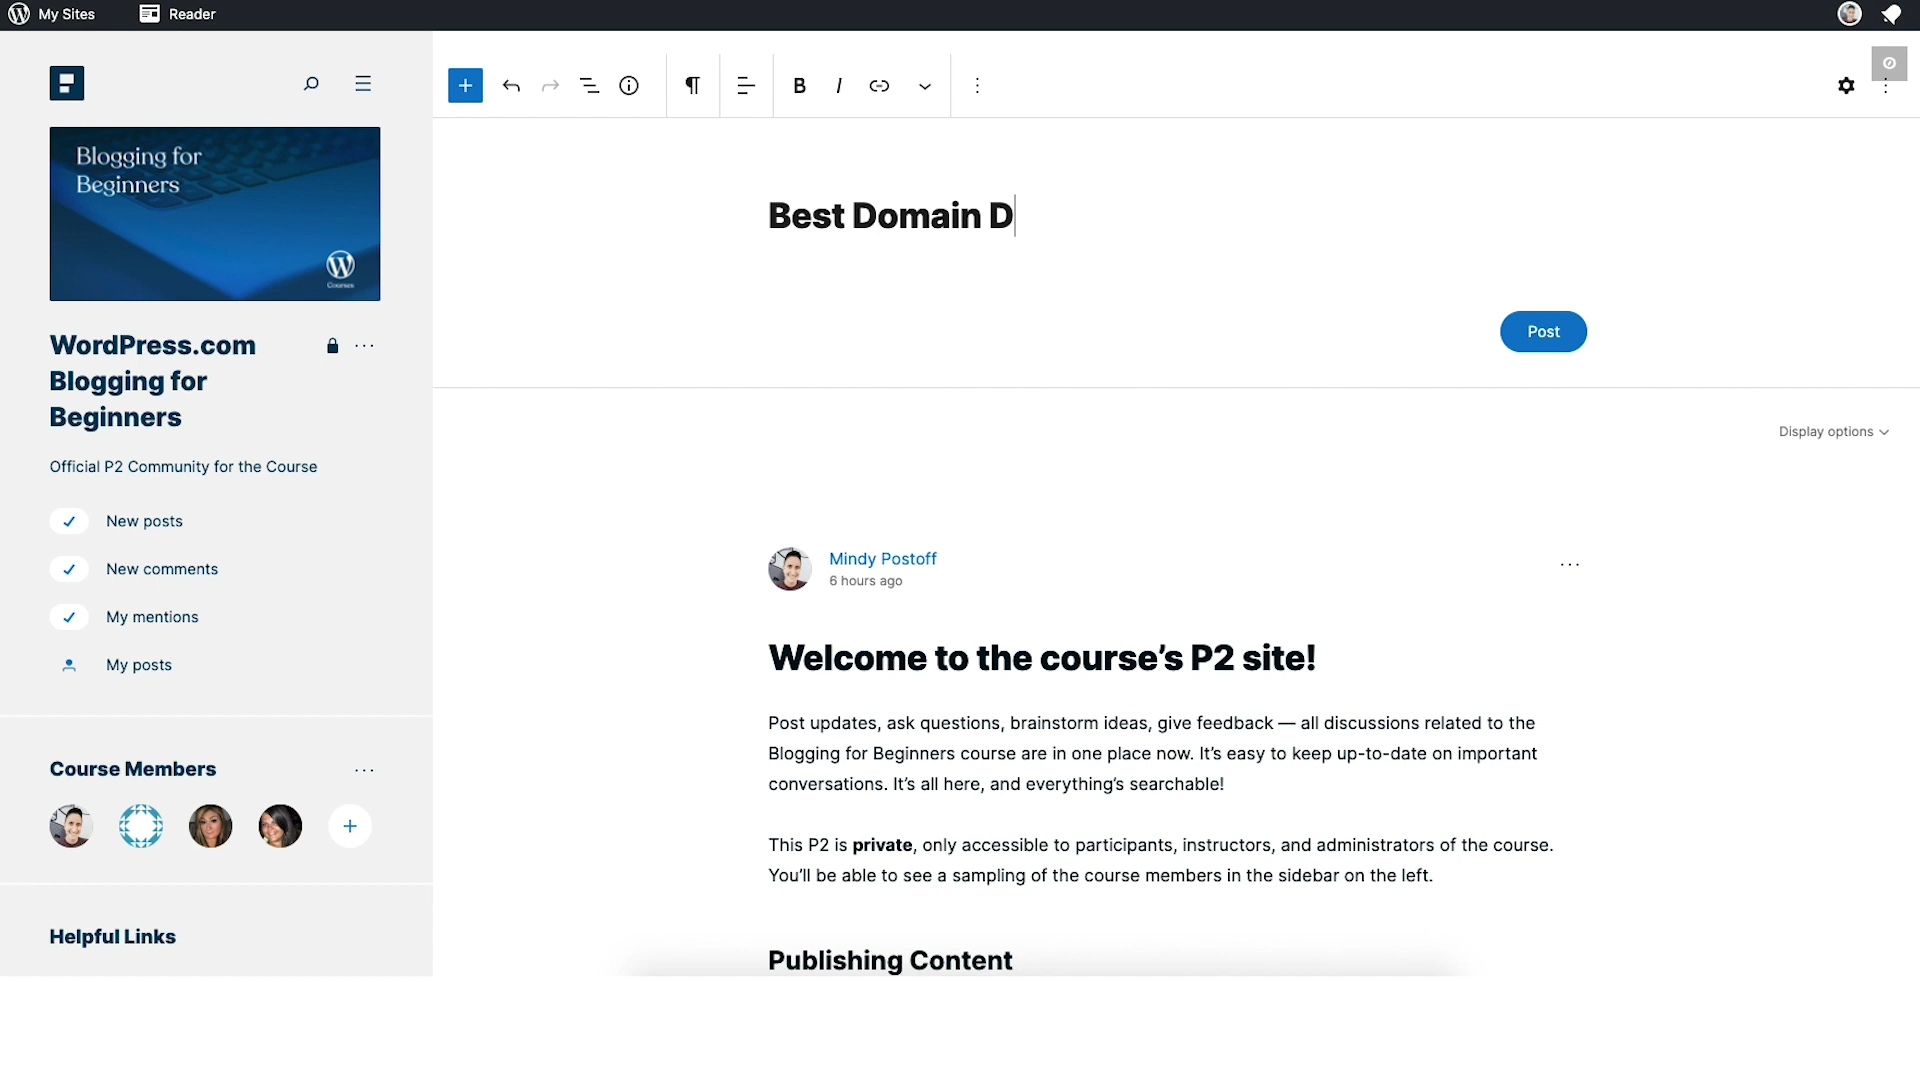 My Sites
Reader
Blogging for
Beginners
Courses
WordPress.com
Blogging for
Beginners
Official P2 Community for the Course
New posts
New comments
My mentions
My posts
Course Members
Helpful Links
B I
Best Domain D
Post
Display options
Mindy Postoff
6 hours ago
Welcome to the course’s P2 site!
Post updates, ask questions, brainstorm ideas, give feedback — all discussions related to the
Blogging for Beginners course are in one place now. It’s easy to keep up-to-date on important
conversations. It’s all here, and everything’s searchable!
This P2 is private, only accessible to participants, instructors, and administrators of the course.
You’ll be able to see a sampling of the course members in the sidebar on the left.
Publishing Content